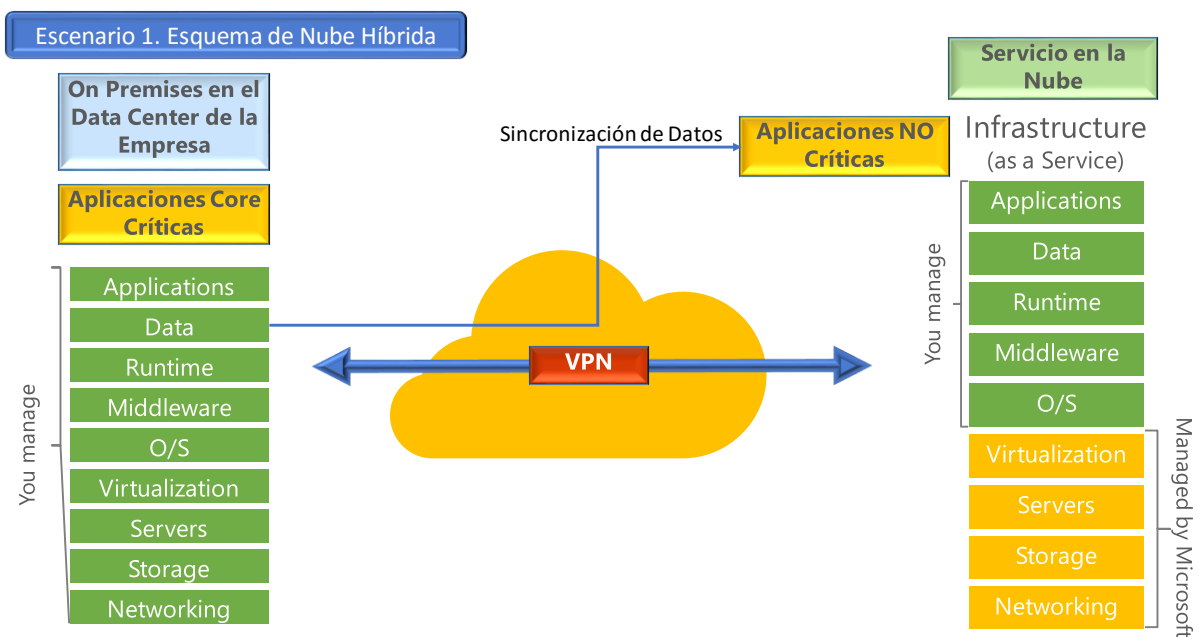 Escenario 1. Esquema de Nube Híbrida
On Premises en el
Data Center de la
Empresa
Aplicaciones Core
Críticas
You manage
Applications
Data
Runtime
Middleware
O/S
Virtualization
Servers
Storage
Networking
Sincronización de Datos
VPN
Aplicaciones NO
Críticas
Servicio en la
Nube
Infrastructure
(as a Service)
You manage
Applications
Data
Runtime
Middleware
O/S
Virtualization
Servers
Storage
Networking
Managed by Microsoft